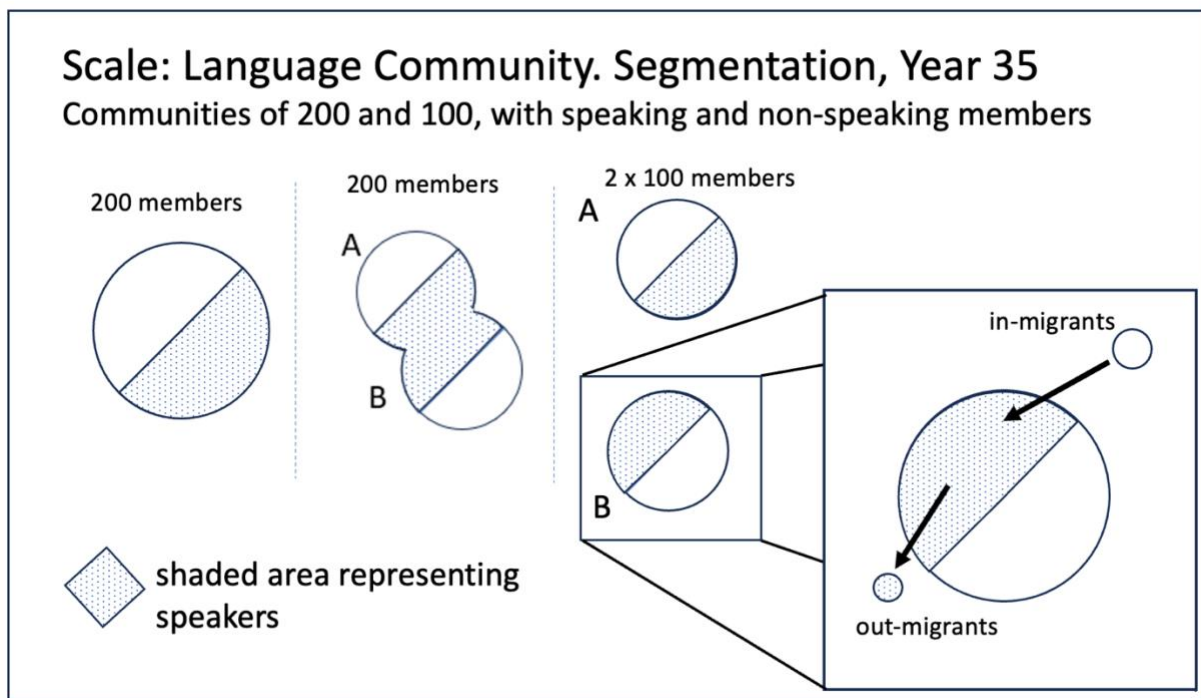 Scale: Language Community. Segmentation, Year 35
Communities of 200 and 100, with speaking and non-speaking members
200 members
200 members
A
B
2 x 100 members
A
B
in-migrants
out-migrants
shaded area representing
speakers